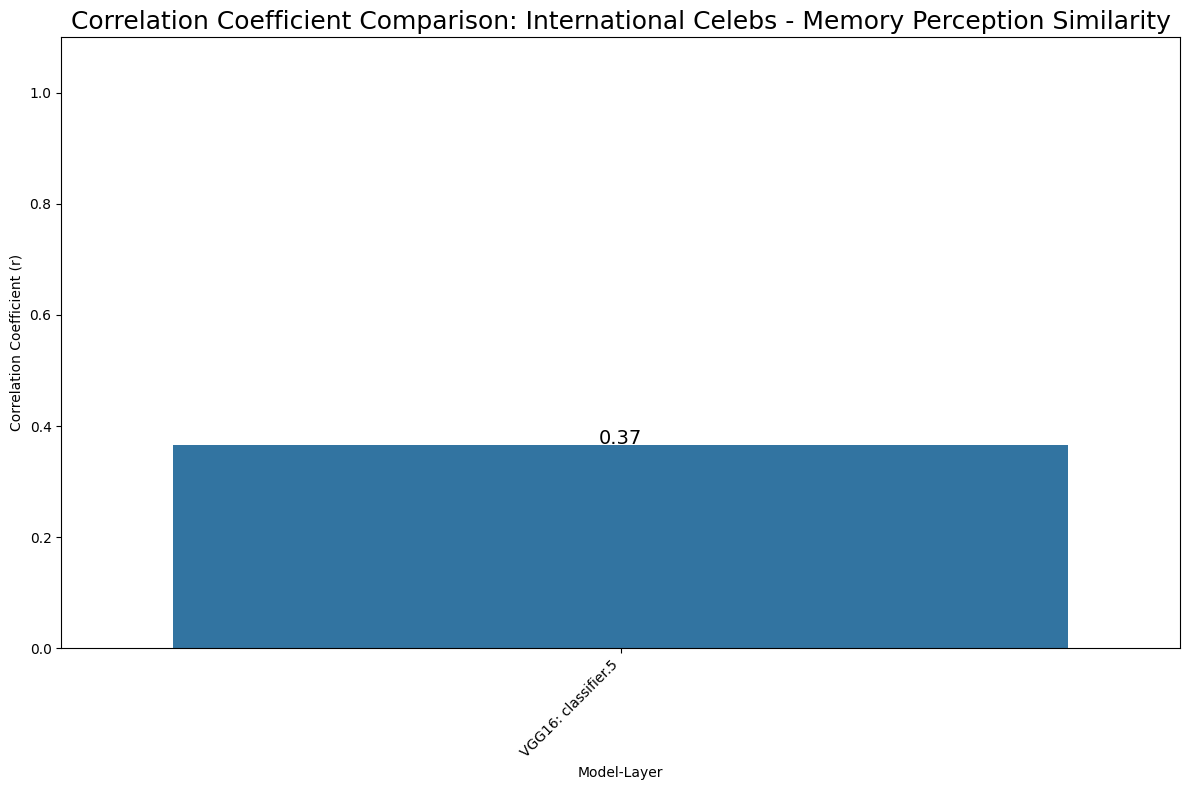 Correlation Coefficient Comparison: International Celebs - Memory Perception Similarity
1.0
0.8
0.6
0.4
0.2
0.0
Correlation Coefficient (r)
0.37
VGG16: classifier.5
Model-Layer